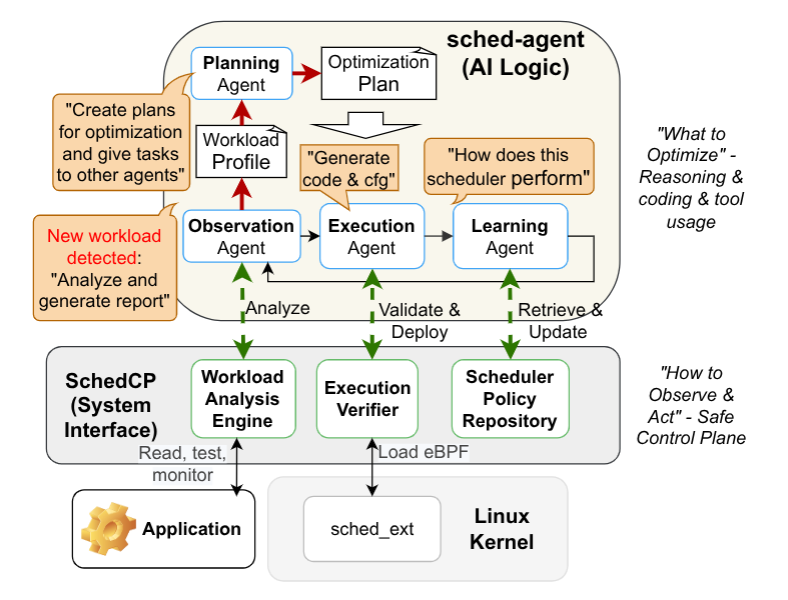 sched-agent
(AI Logic)
Planning
Agent
Optimization
Plan
"Create plans
for optimization
and give tasks
to other agents"
Workload
Profile
"Generate
code & cfg"
"How does this
scheduler perform"
"What to
Optimize" -
Reasoning &
coding & tool
usage
New workload
detected:
"Analyze and
generate report"
Observation
Agent
Execution
Agent
Learning
Agent
Analyze
Validate &
Deploy
Retrieve &
Update
SchedCP
(System
Interface)
Workload
Analysis
Engine
Execution
Verifier
Scheduler
Policy
Repository
"How to
Observe &
Act" - Safe
Control Plane
Read, test,
monitor
Load eBPF
Application
sched_ext
Linux
Kernel